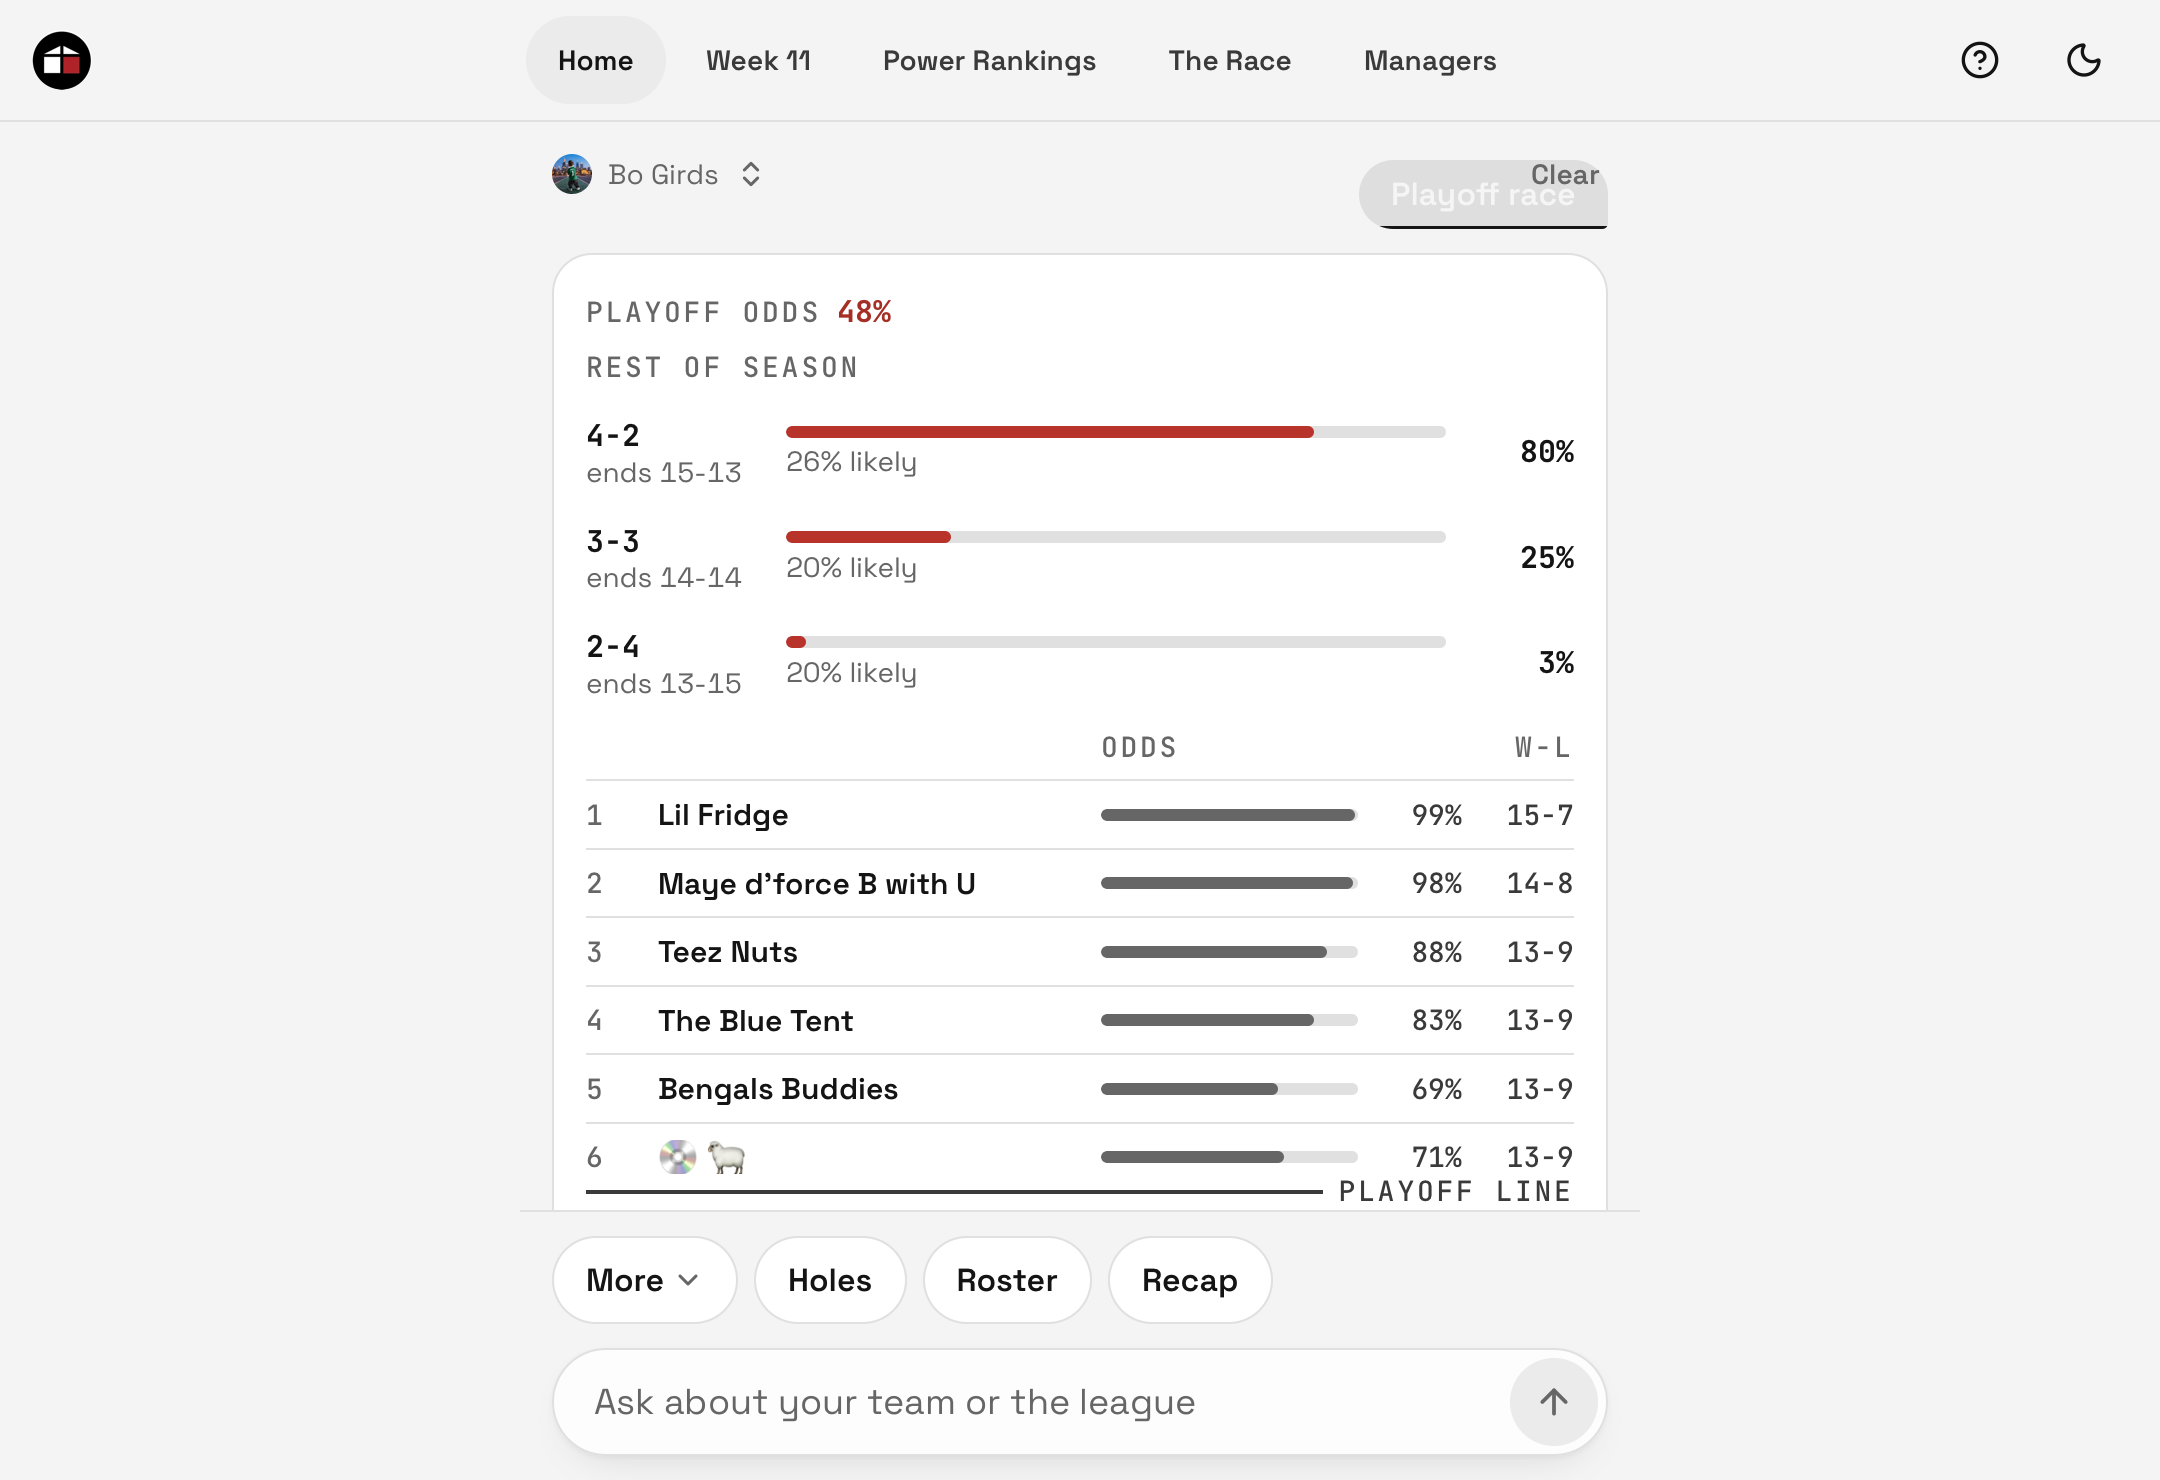 Home
Week 11
Power Rankings
The Race
Managers
Bo Girds
Clear
Playoff race
PLAYOFF ODDS 48%
REST OF SEASON
4-2
ends 15-13
26% likely
80%
3-3
ends 14-14
20% likely
25%
2-4
ends 13-15
20% likely
3%
ODDS W-L
1 Lil Fridge 99% 15-7
2 Maye d’force B with U 98% 14-8
3 Teez Nuts 88% 13-9
4 The Blue Tent 83% 13-9
5 Bengals Buddies 69% 13-9
6 💿 🐑 71% 13-9
PLAYOFF LINE
More
Holes
Roster
Recap
Ask about your team or the league